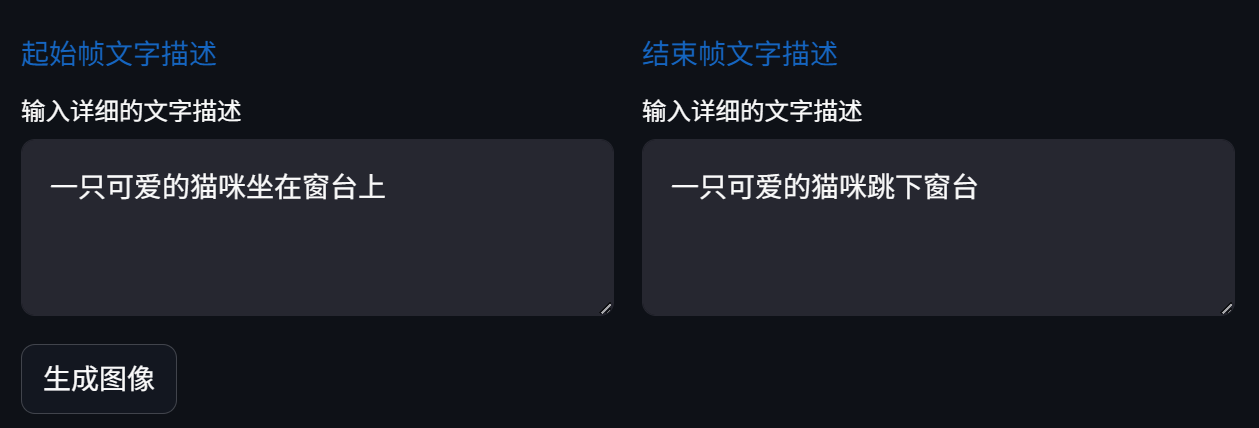 起始帧文字描述
输入详细的文字描述
一只可爱的猫咪坐在窗台上
结束帧文字描述
输入详细的文字描述
一只可爱的猫咪跳下窗台
生成图像